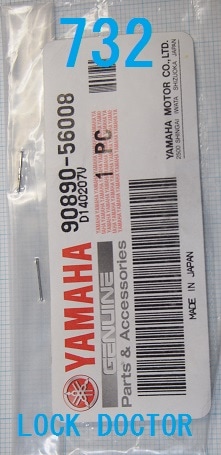 732
90890-56008
D140207V
1 PC
YAMAHA
GENUINE
Parts & Accessories
YAMAHA MOTOR CO., LTD.
2500 SHINGAI IWATA SHIZUOKA JAPAN
MADE IN JAPAN
LOCK DOCTOR